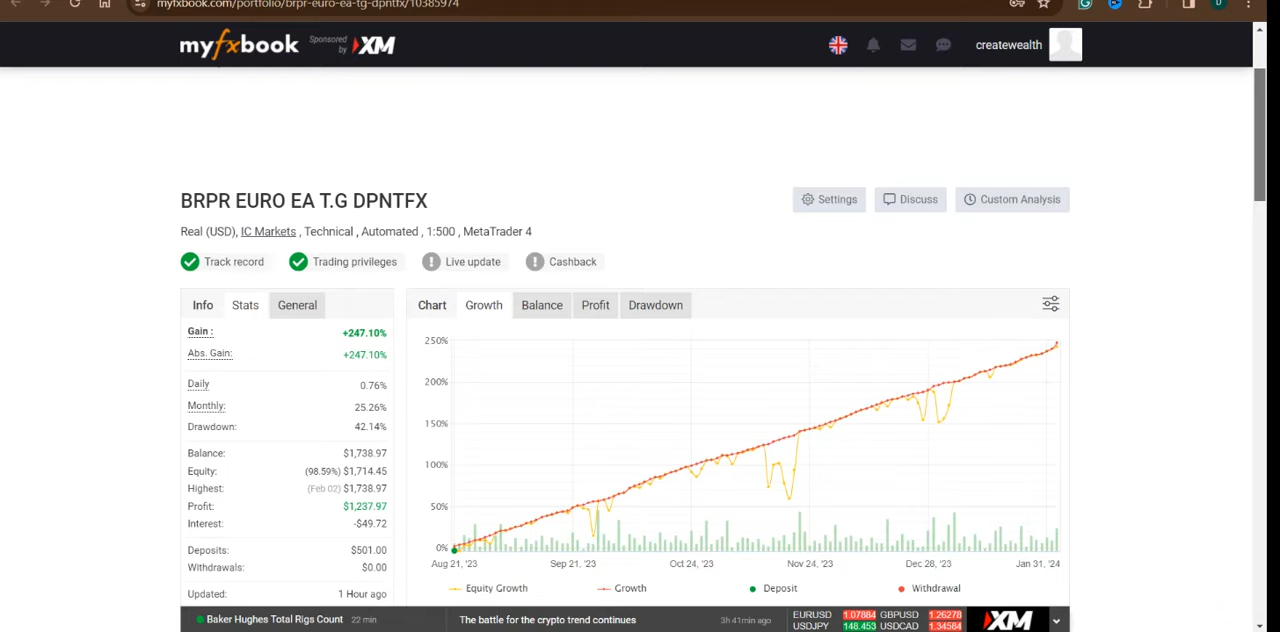 myfxbook.com/portfolio/brpr-euro-ea-tg-dpntfx/10385974
myfxbook Sponsored by XM
createwealth
BRPR EURO EA T.G DPNTFX
Settings Discuss Custom Analysis
Real (USD), IC Markets , Technical , Automated , 1:500 , MetaTrader 4
Track record Trading privileges Live update Cashback
Info Stats General
Chart Growth Balance Profit Drawdown
Gain : +247.10%
Abs. Gain: +247.10%
Daily 0.76%
Monthly: 25.26%
Drawdown: 42.14%
Balance: $1,738.97
Equity: (98.59%) $1,714.45
Highest: (Feb 02) $1,738.97
Profit: $1,237.97
Interest: -$49.72
Deposits: $501.00
Withdrawals: $0.00
Updated: 1 Hour ago
250%
200%
150%
100%
50%
0%
Aug 21, '23 Sep 21, '23 Oct 24, '23 Nov 24, '23 Dec 28, '23 Jan 31, '24
Equity Growth Growth Deposit Withdrawal
Baker Hughes Total Rigs Count 22 min
The battle for the crypto trend continues 3h 41min ago
EURUSD 1.07884 GBPUSD 1.26278
USDJPY 148.453 USDCAD 1.34584
XM